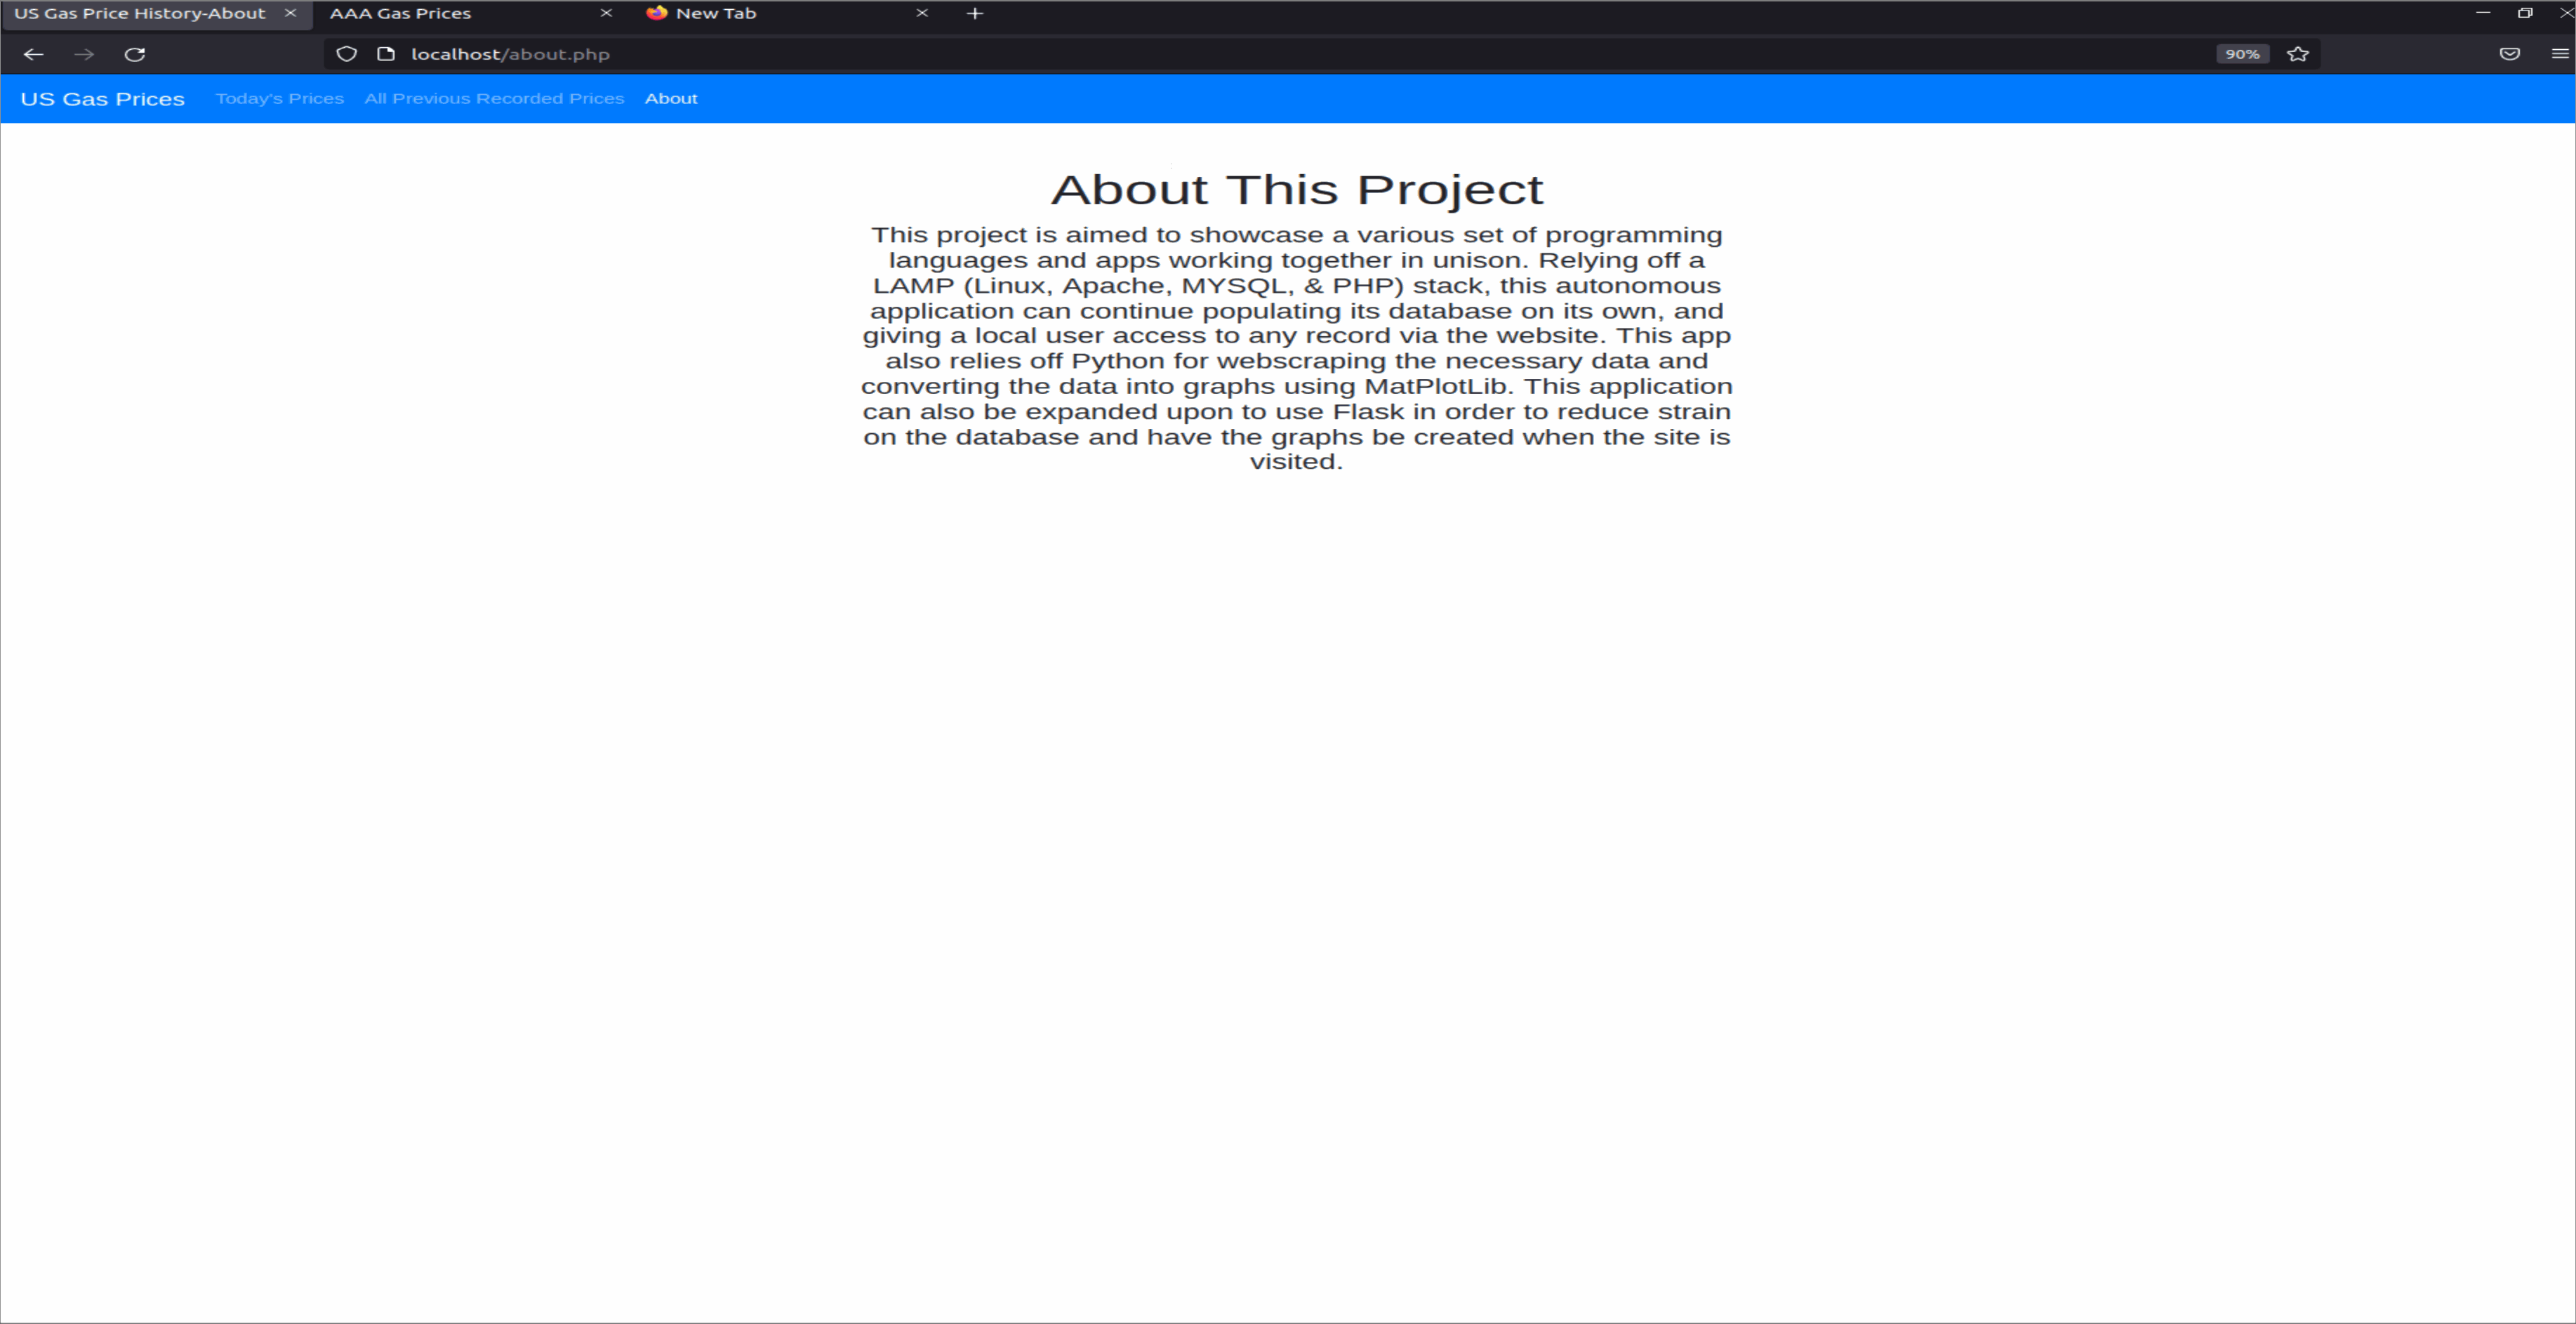 US Gas Price History-About
AAA Gas Prices
New Tab
localhost/about.php
90%
US Gas Prices Today's Prices All Previous Recorded Prices About
About This Project
This project is aimed to showcase a various set of programming
languages and apps working together in unison. Relying off a
LAMP (Linux, Apache, MYSQL, & PHP) stack, this autonomous
application can continue populating its database on its own, and
giving a local user access to any record via the website. This app
also relies off Python for webscraping the necessary data and
converting the data into graphs using MatPlotLib. This application
can also be expanded upon to use Flask in order to reduce strain
on the database and have the graphs be created when the site is
visited.